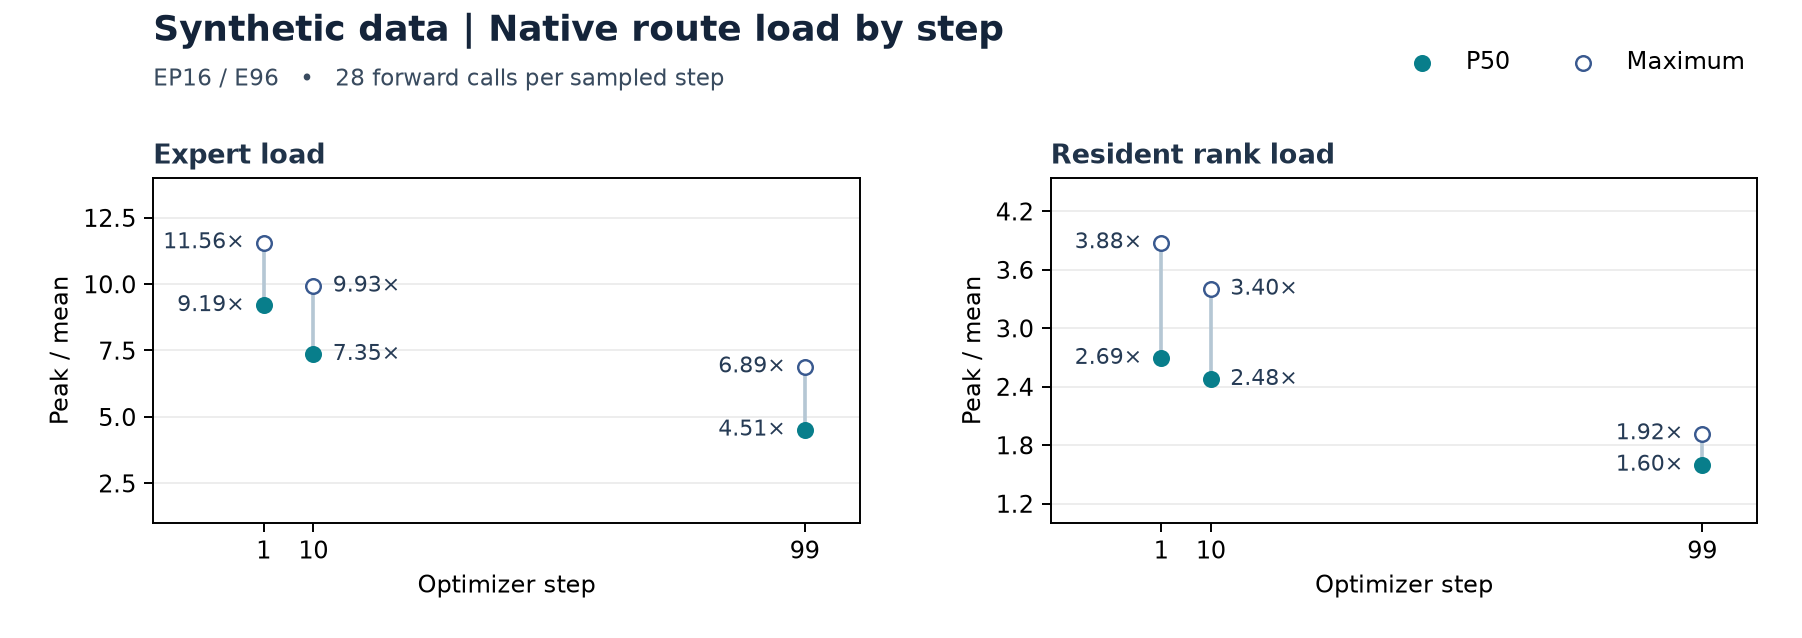 Synthetic data | Native route load by step
EP16 / E96 • 28 forward calls per sampled step
P50
Maximum
Expert load
Peak / mean
12.5
10.0
7.5
5.0
2.5
11.56×
9.19×
9.93×
7.35×
6.89×
4.51×
1
10
99
Optimizer step
Resident rank load
Peak / mean
4.2
3.6
3.0
2.4
1.8
1.2
3.88×
2.69×
3.40×
2.48×
1.92×
1.60×
1
10
99
Optimizer step